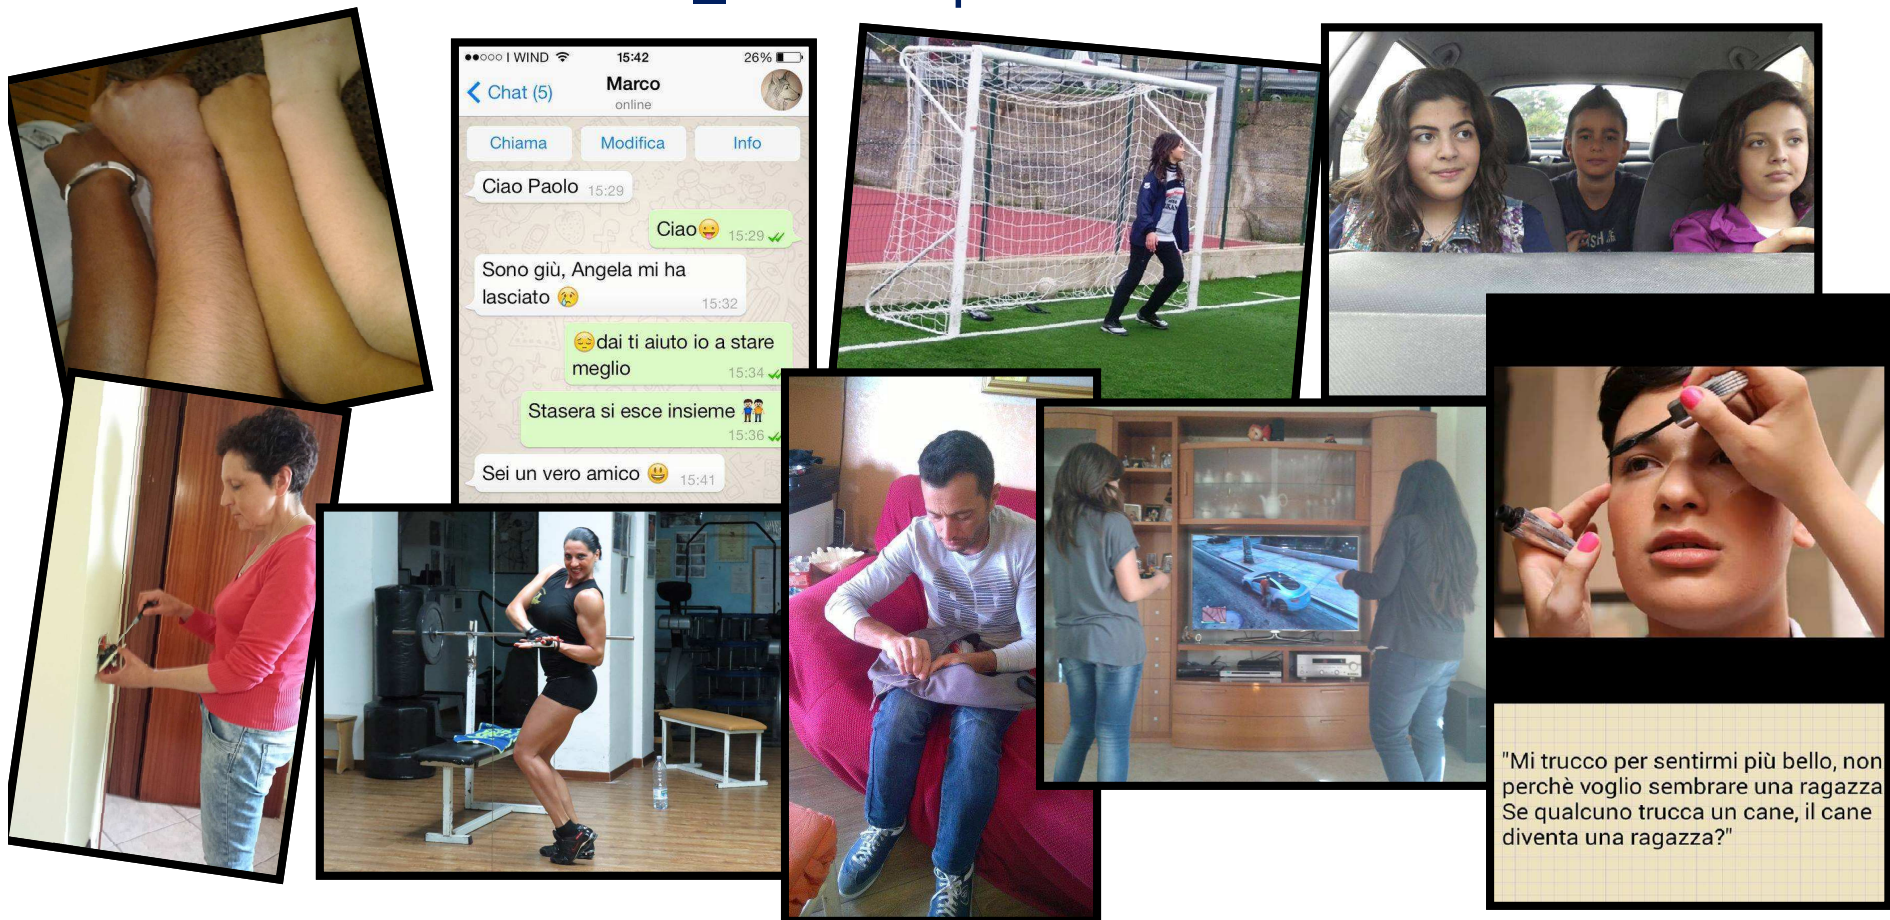 I WIND 15:42 26%
Chat (5) Marco
online
Chiama Modifica Info
Ciao Paolo 15:29
Ciao😛 15:29
Sono giù, Angela mi ha
lasciato 😢 15:32
😔dai ti aiuto io a stare
meglio 15:34
Stasera si esce insieme 👬
15:36
Sei un vero amico 😃 15:41
"Mi trucco per sentirmi più bello, non
perchè voglio sembrare una ragazza
Se qualcuno trucca un cane, il cane
diventa una ragazza?"